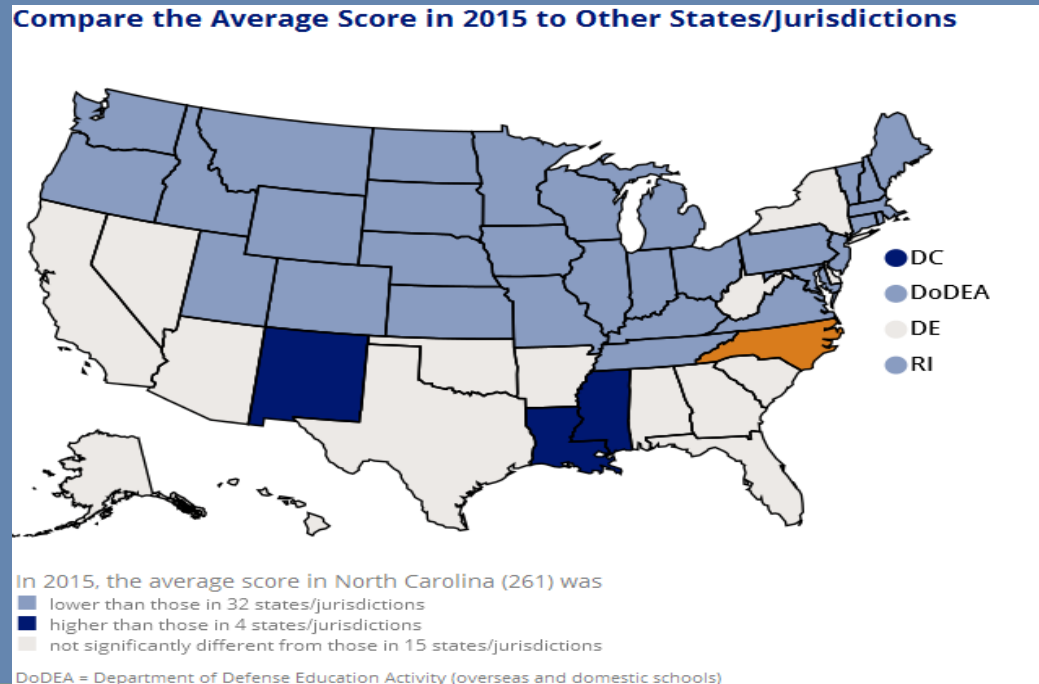 Compare the Average Score in 2015 to Other States/Jurisdictions
DC
DoDEA
DE
RI
In 2015, the average score in North Carolina (261) was
lower than those in 32 states/jurisdictions
higher than those in 4 states/jurisdictions
not significantly different from those in 15 states/jurisdictions
DoDEA = Department of Defense Education Activity (overseas and domestic schools)